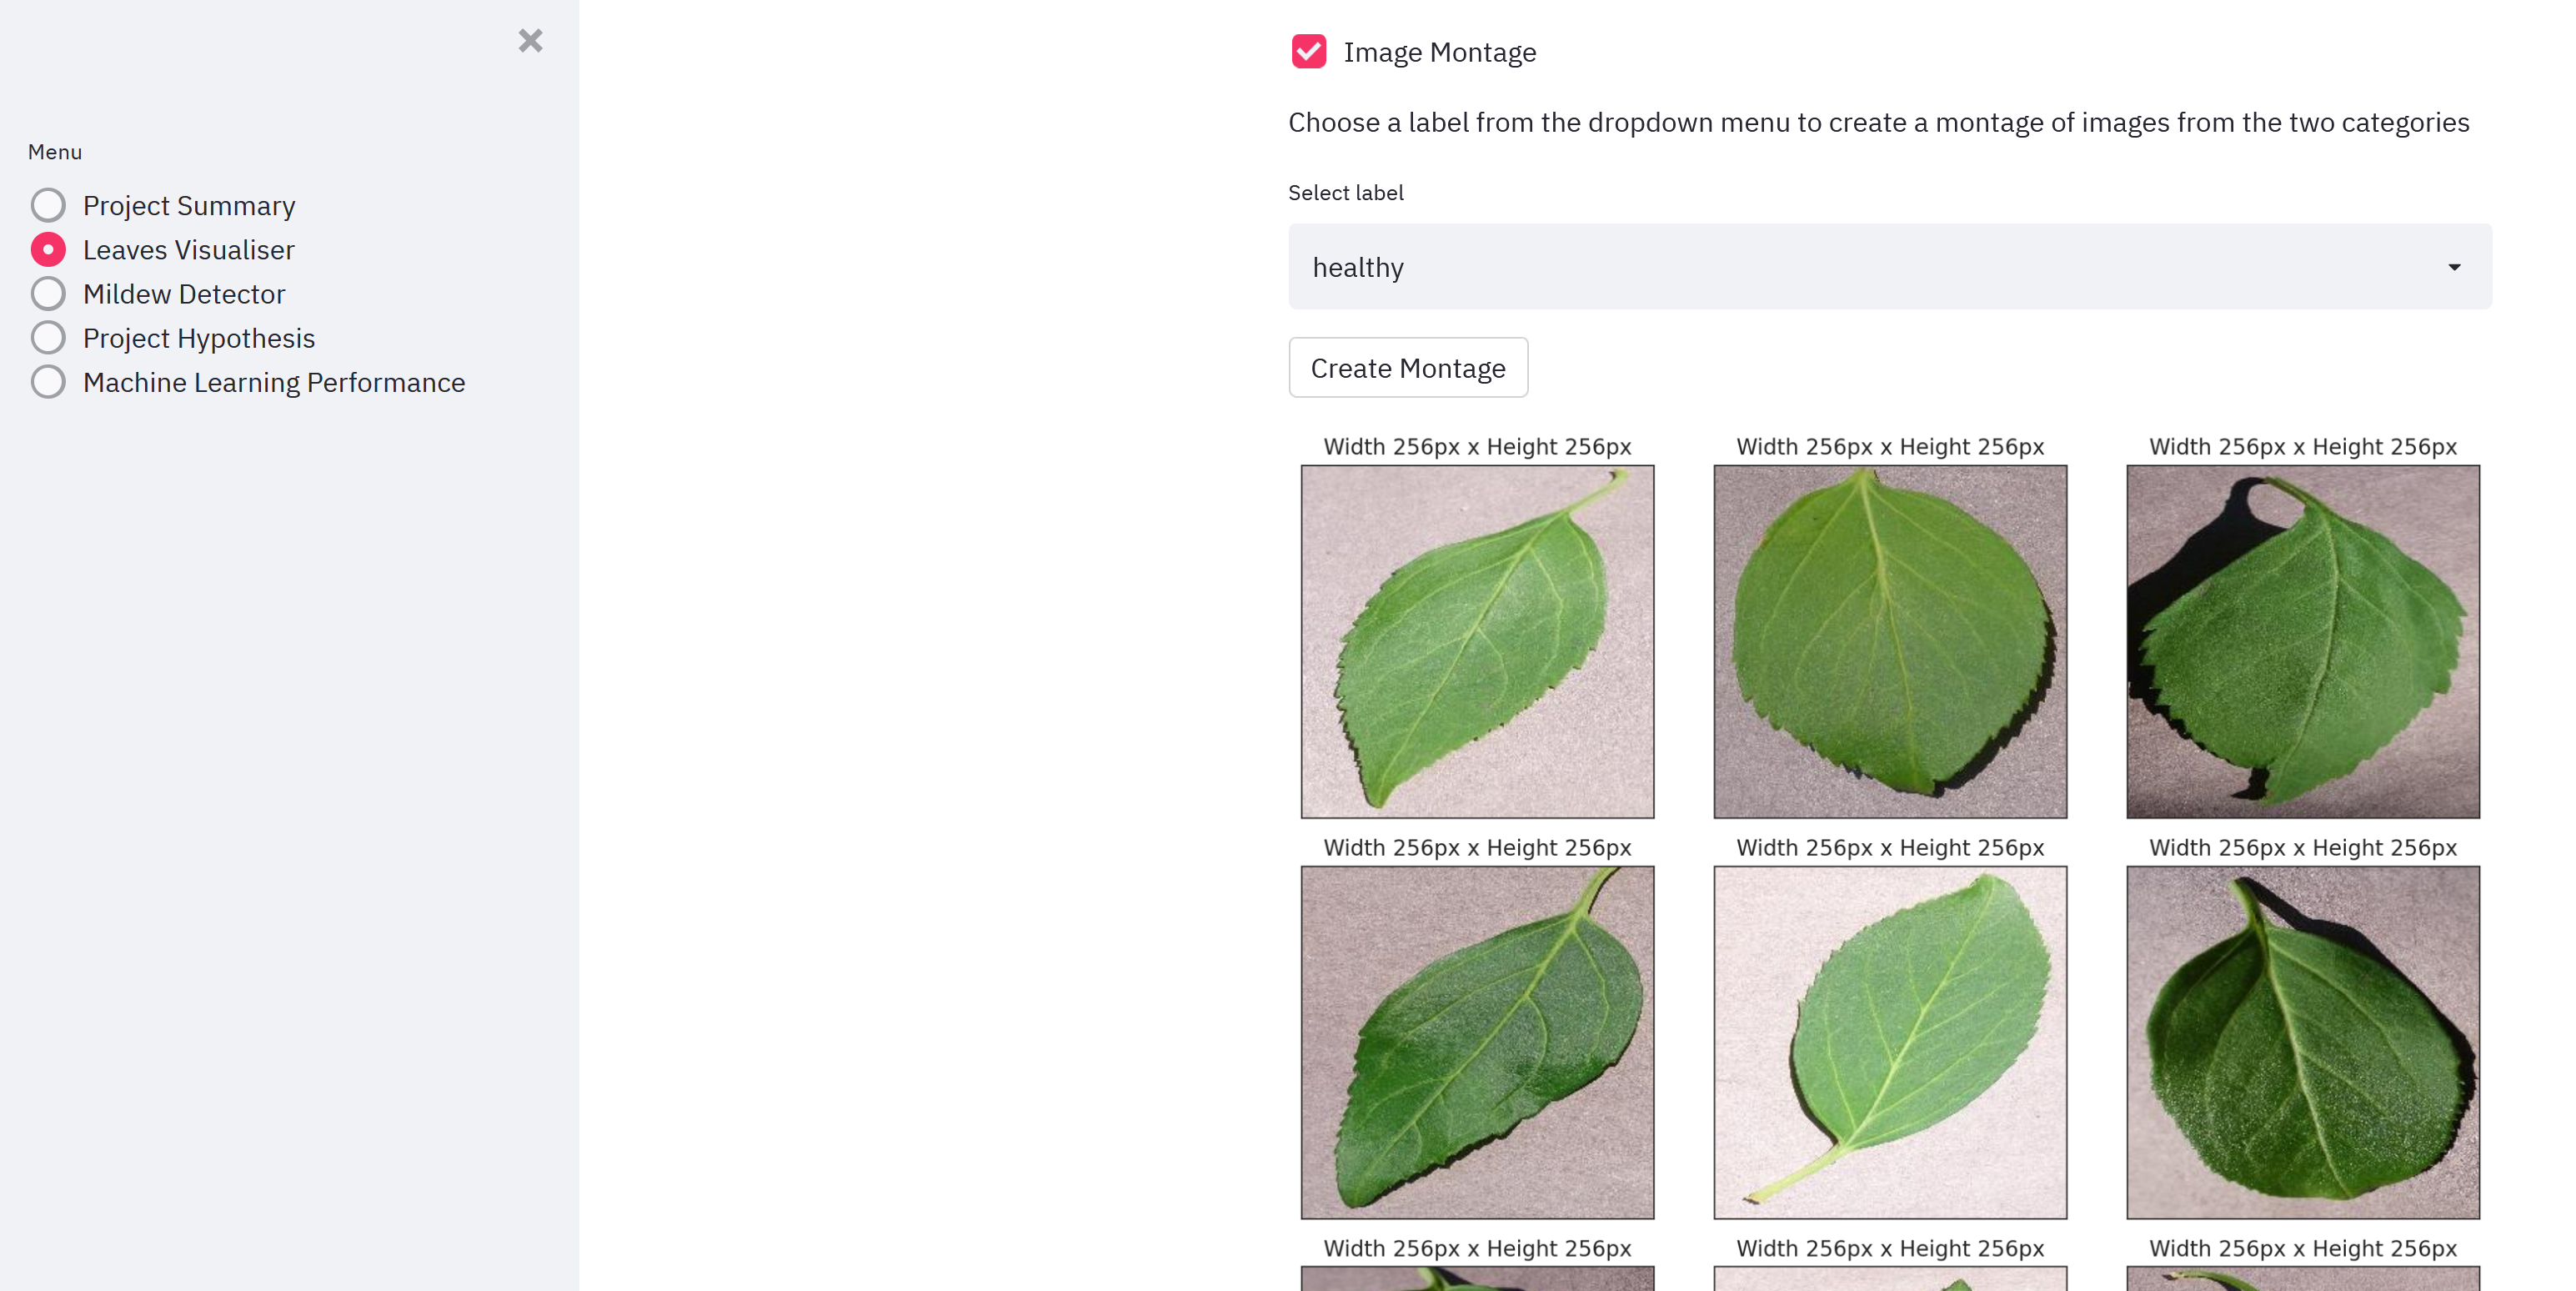 Menu
Project Summary
Leaves Visualiser
Mildew Detector
Project Hypothesis
Machine Learning Performance
Image Montage
Choose a label from the dropdown menu to create a montage of images from the two categories
Select label
healthy
Create Montage
Width 256px x Height 256px
Width 256px x Height 256px
Width 256px x Height 256px
Width 256px x Height 256px
Width 256px x Height 256px
Width 256px x Height 256px
Width 256px x Height 256px
Width 256px x Height 256px
Width 256px x Height 256px